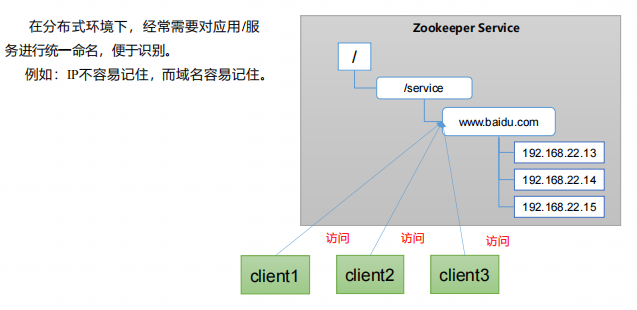 在分布式环境下，经常需要对应用/服
务进行统一命名，便于识别。
例如：IP不容易记住，而域名容易记住。
Zookeeper Service
/
/service
www.baidu.com
192.168.22.13
192.168.22.14
192.168.22.15
访问
访问
访问
client1
client2
client3